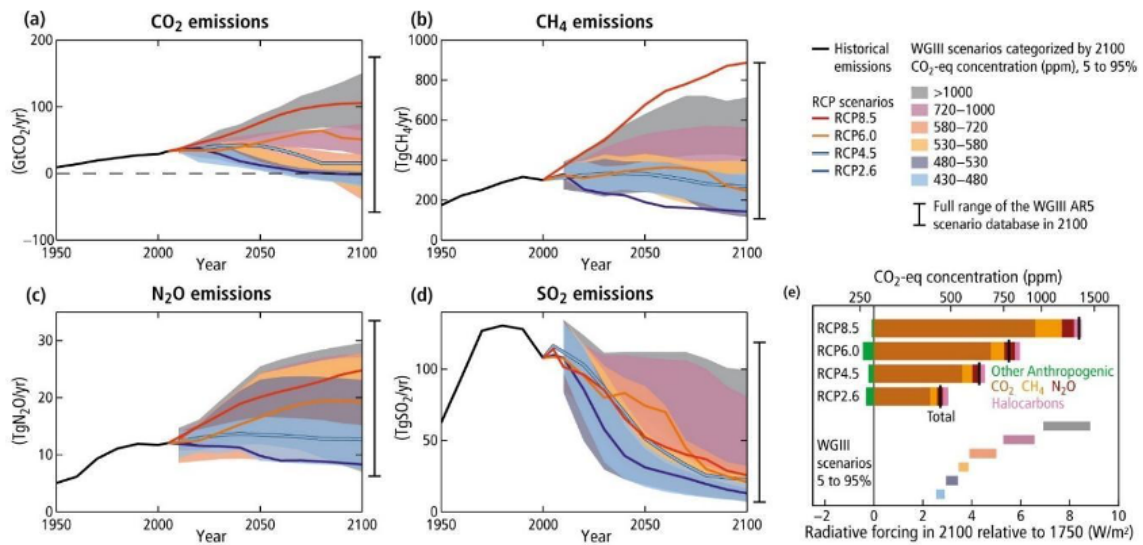 (a) CO₂ emissions
200
100
0
−100
(GtCO₂/yr)
1950 2000 2050 2100
Year
(b) CH₄ emissions
1000
800
600
400
200
0
(TgCH₄/yr)
1950 2000 2050 2100
Year
Historical emissions
RCP scenarios
RCP8.5
RCP6.0
RCP4.5
RCP2.6
WGIII scenarios categorized by 2100
CO₂-eq concentration (ppm), 5 to 95%
>1000
720−1000
580−720
530−580
480−530
430−480
Full range of the WGIII AR5
scenario database in 2100
(c) N₂O emissions
30
20
10
0
(TgN₂O/yr)
1950 2000 2050 2100
Year
(d) SO₂ emissions
100
50
0
(TgSO₂/yr)
1950 2000 2050 2100
Year
(e) CO₂-eq concentration (ppm)
250 500 750 1000 1500
RCP8.5
RCP6.0
RCP4.5
RCP2.6
Other Anthropogenic
CO₂ CH₄ N₂O
Halocarbons
Total
WGIII
scenarios
5 to 95%
−2 0 2 4 6 8 10
Radiative forcing in 2100 relative to 1750 (W/m²)